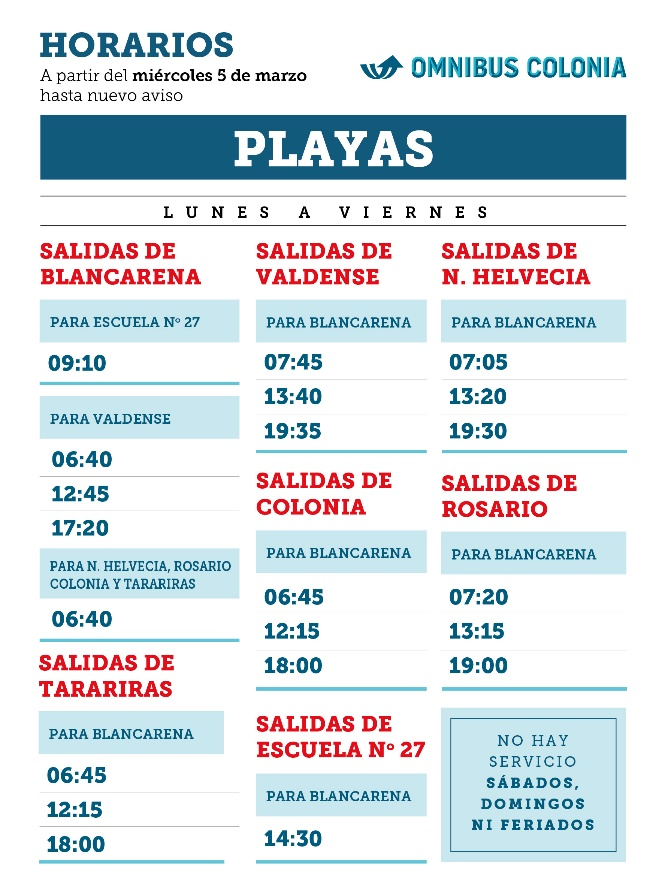 HORARIOS
A partir del miércoles 5 de marzo
hasta nuevo aviso
OMNIBUS COLONIA
PLAYAS
LUNES A VIERNES
SALIDAS DE
BLANCARENA
PARA ESCUELA Nº 27
09:10
PARA VALDENSE
06:40
12:45
17:20
PARA N. HELVECIA, ROSARIO
COLONIA Y TARARIRAS
06:40
SALIDAS DE
TARARIRAS
PARA BLANCARENA
06:45
12:15
18:00
SALIDAS DE
VALDENSE
PARA BLANCARENA
07:45
13:40
19:35
SALIDAS DE
COLONIA
PARA BLANCARENA
06:45
12:15
18:00
SALIDAS DE
ESCUELA Nº 27
PARA BLANCARENA
14:30
SALIDAS DE
N. HELVECIA
PARA BLANCARENA
07:05
13:20
19:30
SALIDAS DE
ROSARIO
PARA BLANCARENA
07:20
13:15
19:00
NO HAY
SERVICIO
SÁBADOS,
DOMINGOS
NI FERIADOS